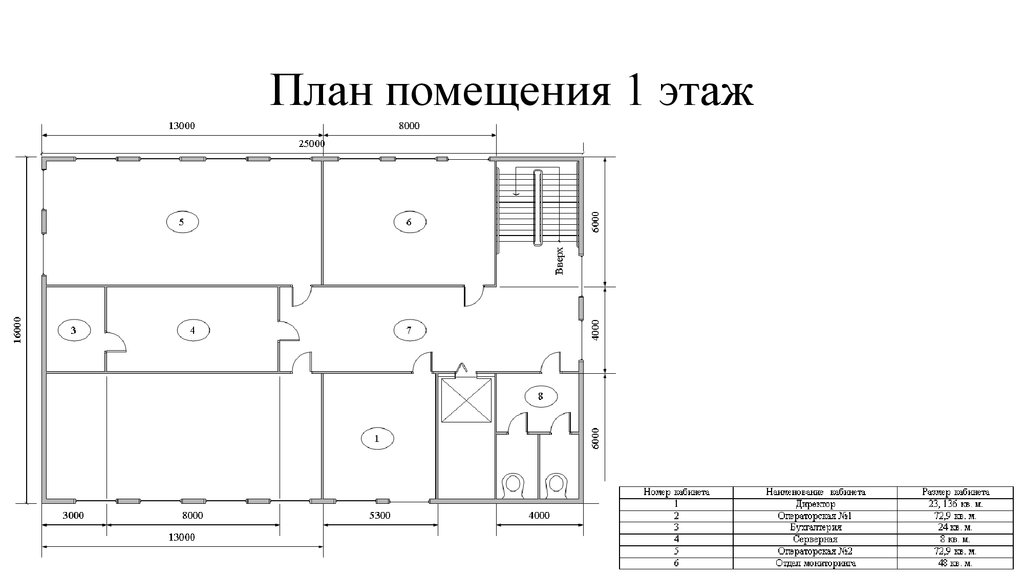 План помещения 1 этаж
13000 8000
25000
5 6
6000
Вверх
16000
3 4 7
4000
8
1
6000
3000 8000 5300 4000
13000
Номер кабинета Наименование кабинета Размер кабинета
1 Директор 23, 136 кв. м.
2 Операторская №1 72,9 кв. м.
3 Бухгалтерия 24 кв. м.
4 Серверная 8 кв. м.
5 Операторская №2 72,9 кв. м.
6 Отдел мониторинга 48 кв. м.